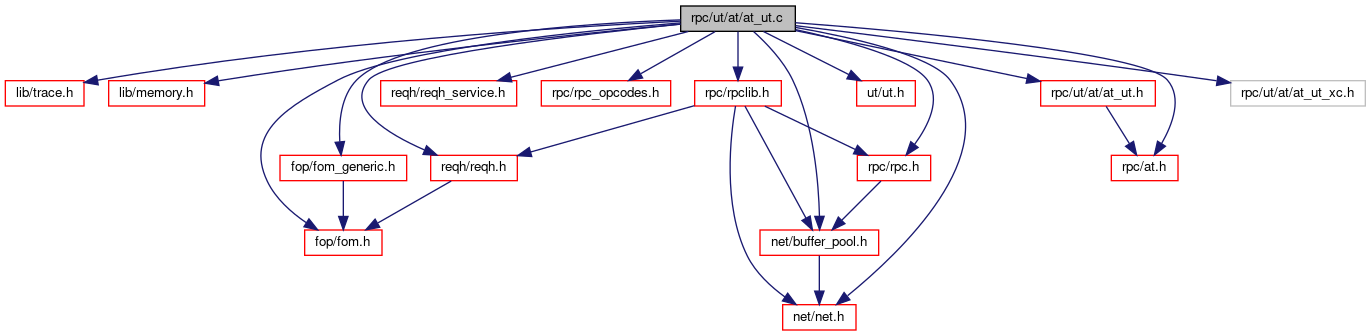 rpc/ut/at/at_ut.c
lib/trace.h
lib/memory.h
reqh/reqh_service.h
rpc/rpc_opcodes.h
rpc/rpclib.h
ut/ut.h
rpc/ut/at/at_ut.h
rpc/ut/at/at_ut_xc.h
fop/fom_generic.h
reqh/reqh.h
rpc/rpc.h
rpc/at.h
fop/fom.h
net/buffer_pool.h
net/net.h